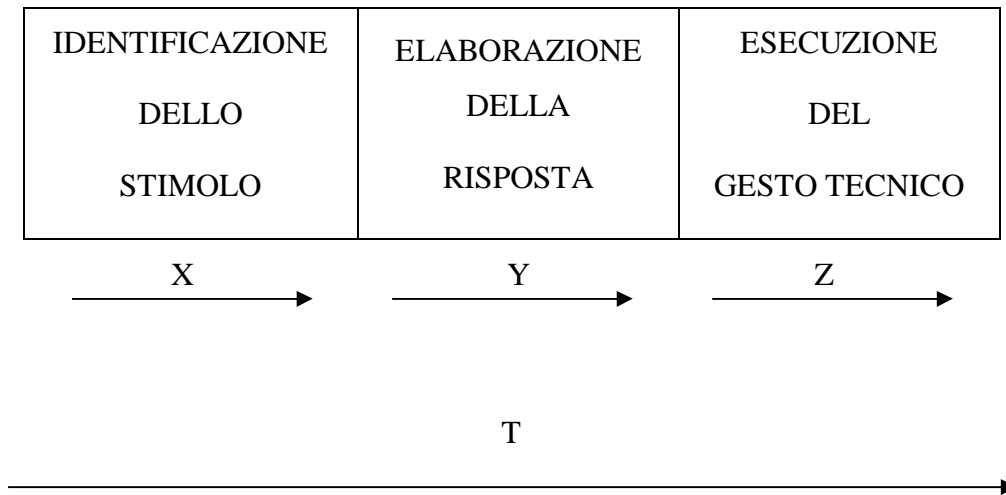 IDENTIFICAZIONE
DELLO
STIMOLO
ELABORAZIONE
DELLA
RISPOSTA
ESECUZIONE
DEL
GESTO TECNICO
X
Y
Z
T